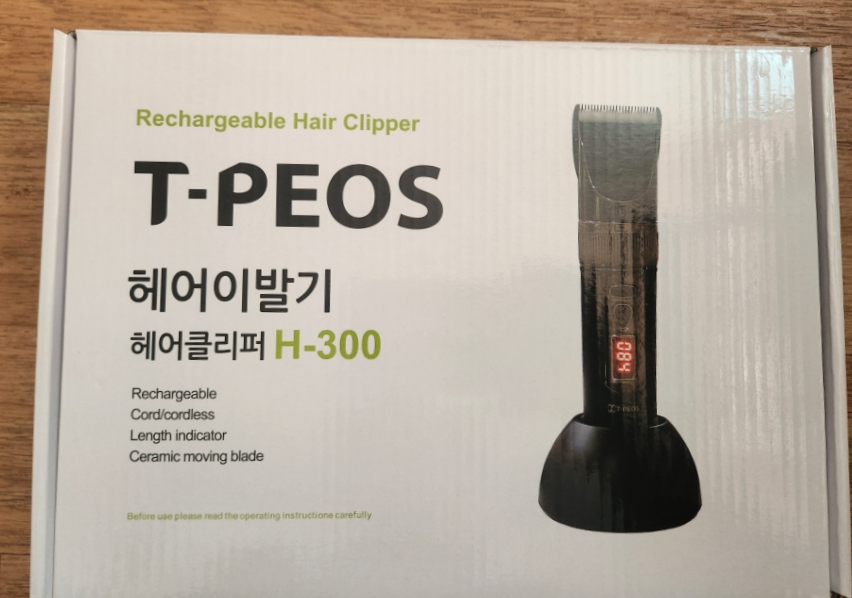 Rechargeable Hair Clipper
T-PEOS
헤어이발기
헤어클리퍼 H-300
Rechargeable
Cord/cordless
Length indicator
Ceramic moving blade
Before use please read the operating instructione carefully
T-PEOS